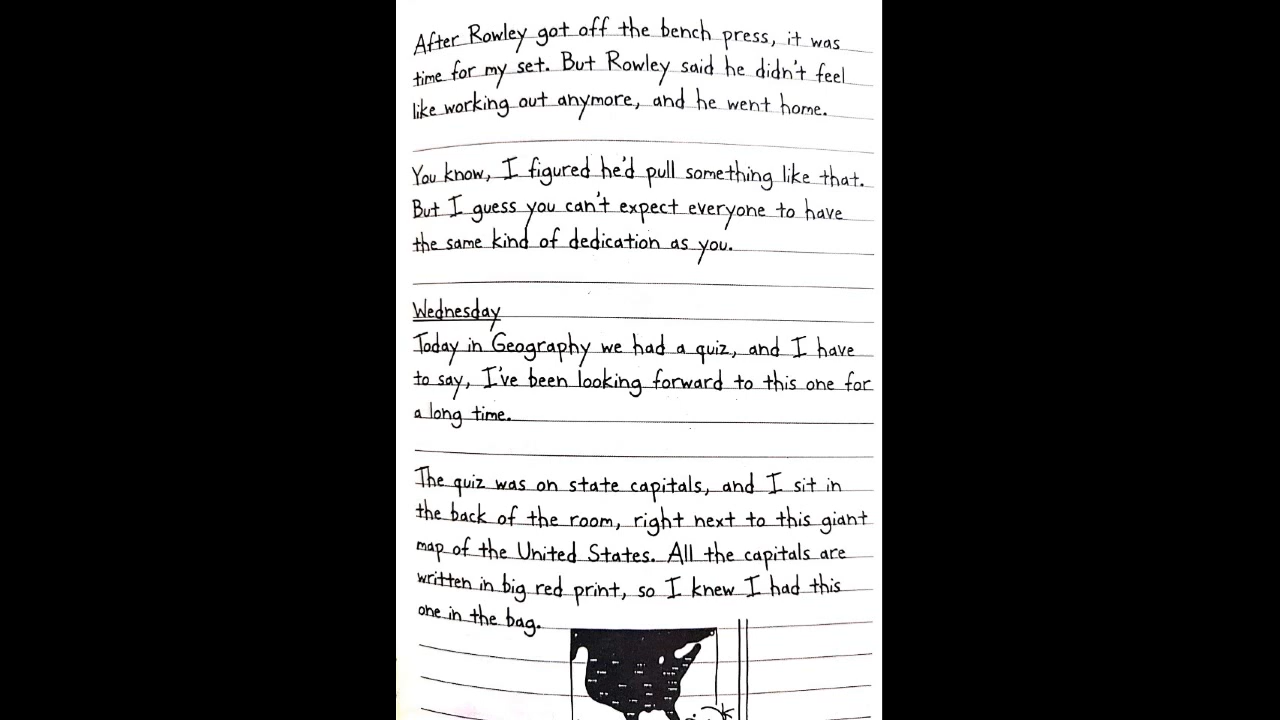 After Rowley got off the bench press, it was
time for my set. But Rowley said he didn't feel
like working out anymore, and he went home.
You know, I figured he'd pull something like that.
But I guess you can't expect everyone to have
the same kind of dedication as you.
Wednesday
Today in Geography we had a quiz, and I have
to say, I've been looking forward to this one for
a long time.
The quiz was on state capitals, and I sit in
the back of the room, right next to this giant
map of the United States. All the capitals are
written in big red print, so I knew I had this
one in the bag.